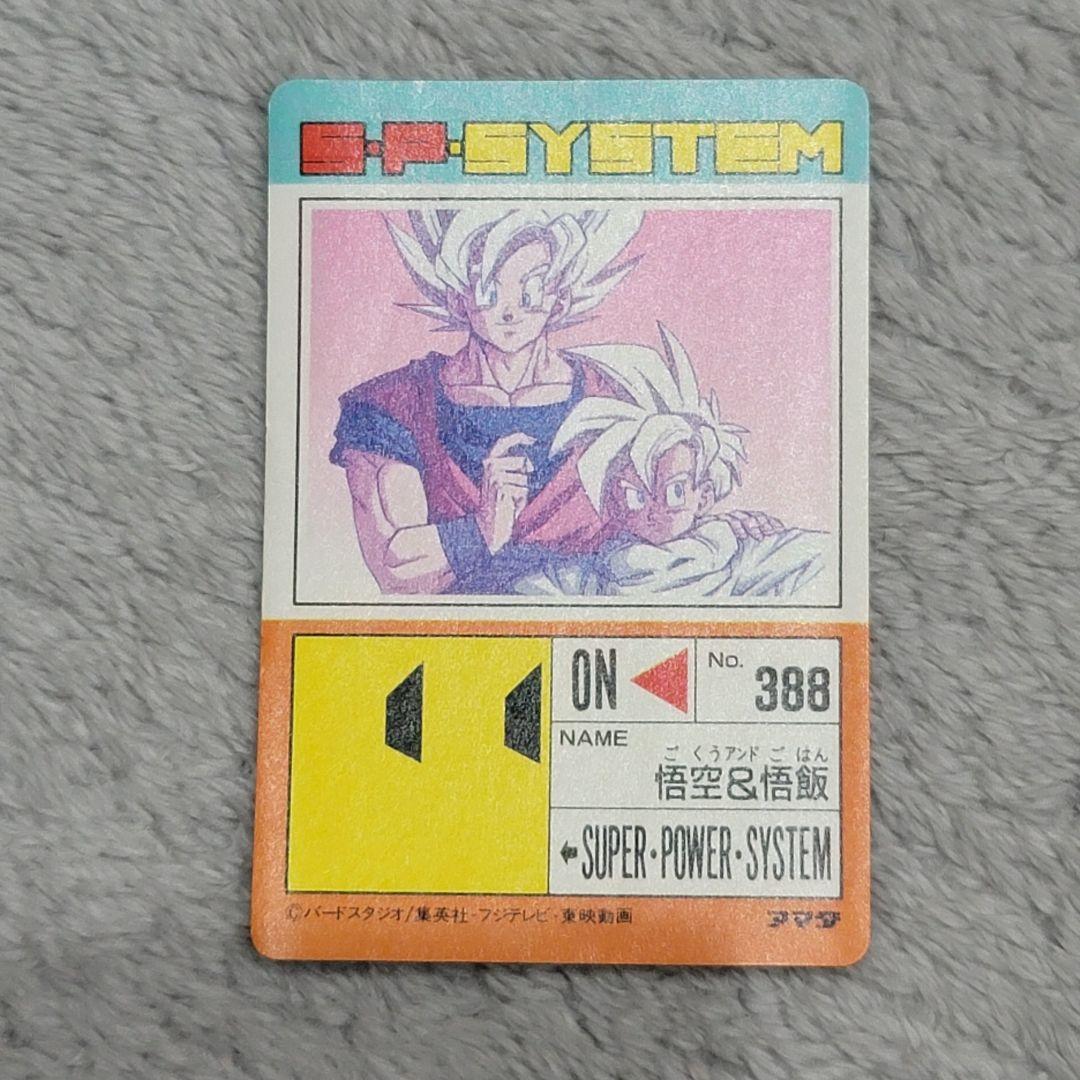 S·P·SYSTEM
ON
No.
388
NAME
ごくうアンドごはん
悟空&悟飯
SUPER·POWER·SYSTEM
©バードスタジオ/集英社·フジテレビ·東映動画
アマダ